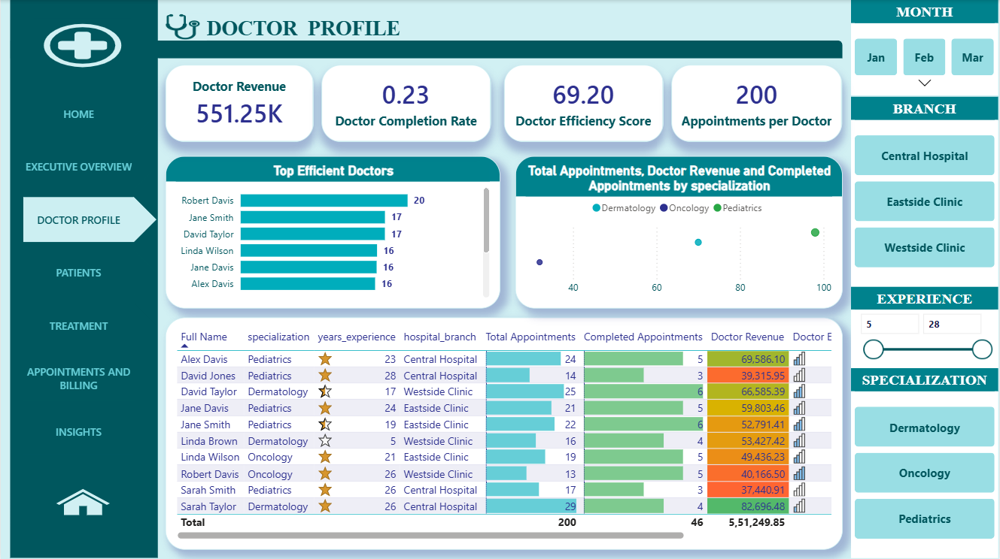 DOCTOR PROFILE
HOME
EXECUTIVE OVERVIEW
DOCTOR PROFILE
PATIENTS
TREATMENT
APPOINTMENTS AND
BILLING
INSIGHTS
Doctor Revenue
551.25K
0.23
Doctor Completion Rate
69.20
Doctor Efficiency Score
200
Appointments per Doctor
Top Efficient Doctors
Robert Davis 20
Jane Smith 17
David Taylor 17
Linda Wilson 16
Jane Davis 16
Alex Davis 16
Total Appointments, Doctor Revenue and Completed
Appointments by specialization
Dermatology Oncology Pediatrics
40 60 80 100
Full Name specialization years_experience hospital_branch Total Appointments Completed Appointments Doctor Revenue Doctor E
Alex Davis Pediatrics 23 Central Hospital 24 5 69,586.10
David Jones Pediatrics 28 Central Hospital 14 3 39,315.95
David Taylor Dermatology 17 Westside Clinic 25 6 66,585.39
Jane Davis Pediatrics 24 Eastside Clinic 21 5 59,803.46
Jane Smith Pediatrics 19 Eastside Clinic 22 6 52,791.41
Linda Brown Dermatology 5 Westside Clinic 16 4 53,427.42
Linda Wilson Oncology 21 Eastside Clinic 19 5 49,436.23
Robert Davis Oncology 26 Westside Clinic 13 5 40,166.50
Sarah Smith Pediatrics 26 Central Hospital 17 3 37,440.91
Sarah Taylor Dermatology 26 Central Hospital 29 4 82,696.48
Total 200 46 5,51,249.85
MONTH
Jan Feb Mar
BRANCH
Central Hospital
Eastside Clinic
Westside Clinic
EXPERIENCE
5 28
SPECIALIZATION
Dermatology
Oncology
Pediatrics